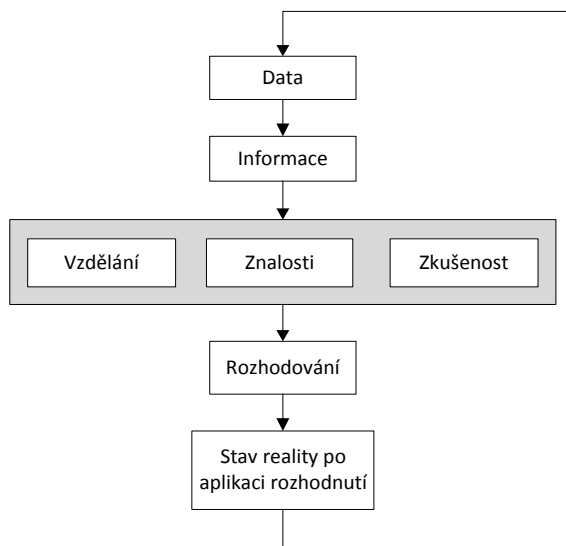 Data
Informace
Vzdělání
Znalosti
Zkušenost
Rozhodování
Stav reality po
aplikaci rozhodnutí